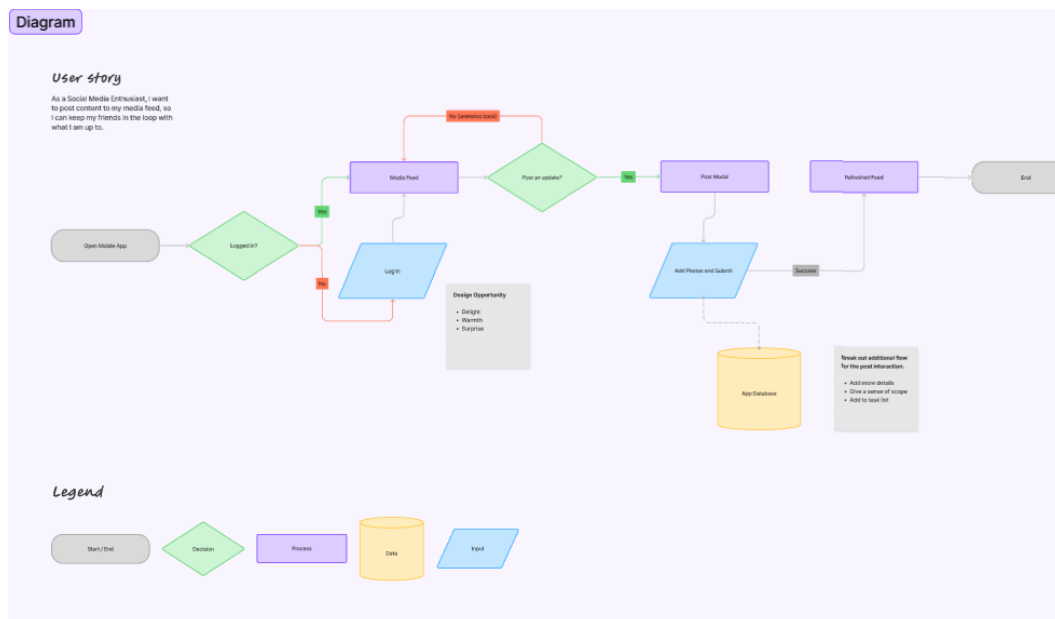 Diagram
User story
As a Social Media Enthusiast, I want
to post content to my media feed, so
I can keep my friends in the loop with
what I am up to.
No (animates back)
Media Feed
Post an update?
Yes
Post Model
Refreshed Feed
End
Yes
Open Mobile App
Logged in?
Log In
Add Photos and Submit
Success
No
Design Opportunity
• Delight
• Warmth
• Surprise
App Database
Break out additional flow
for the post interaction.
• Add more details
• Give a sense of scope
• Add to task list
Legend
Start / End
Decision
Process
Data
Input